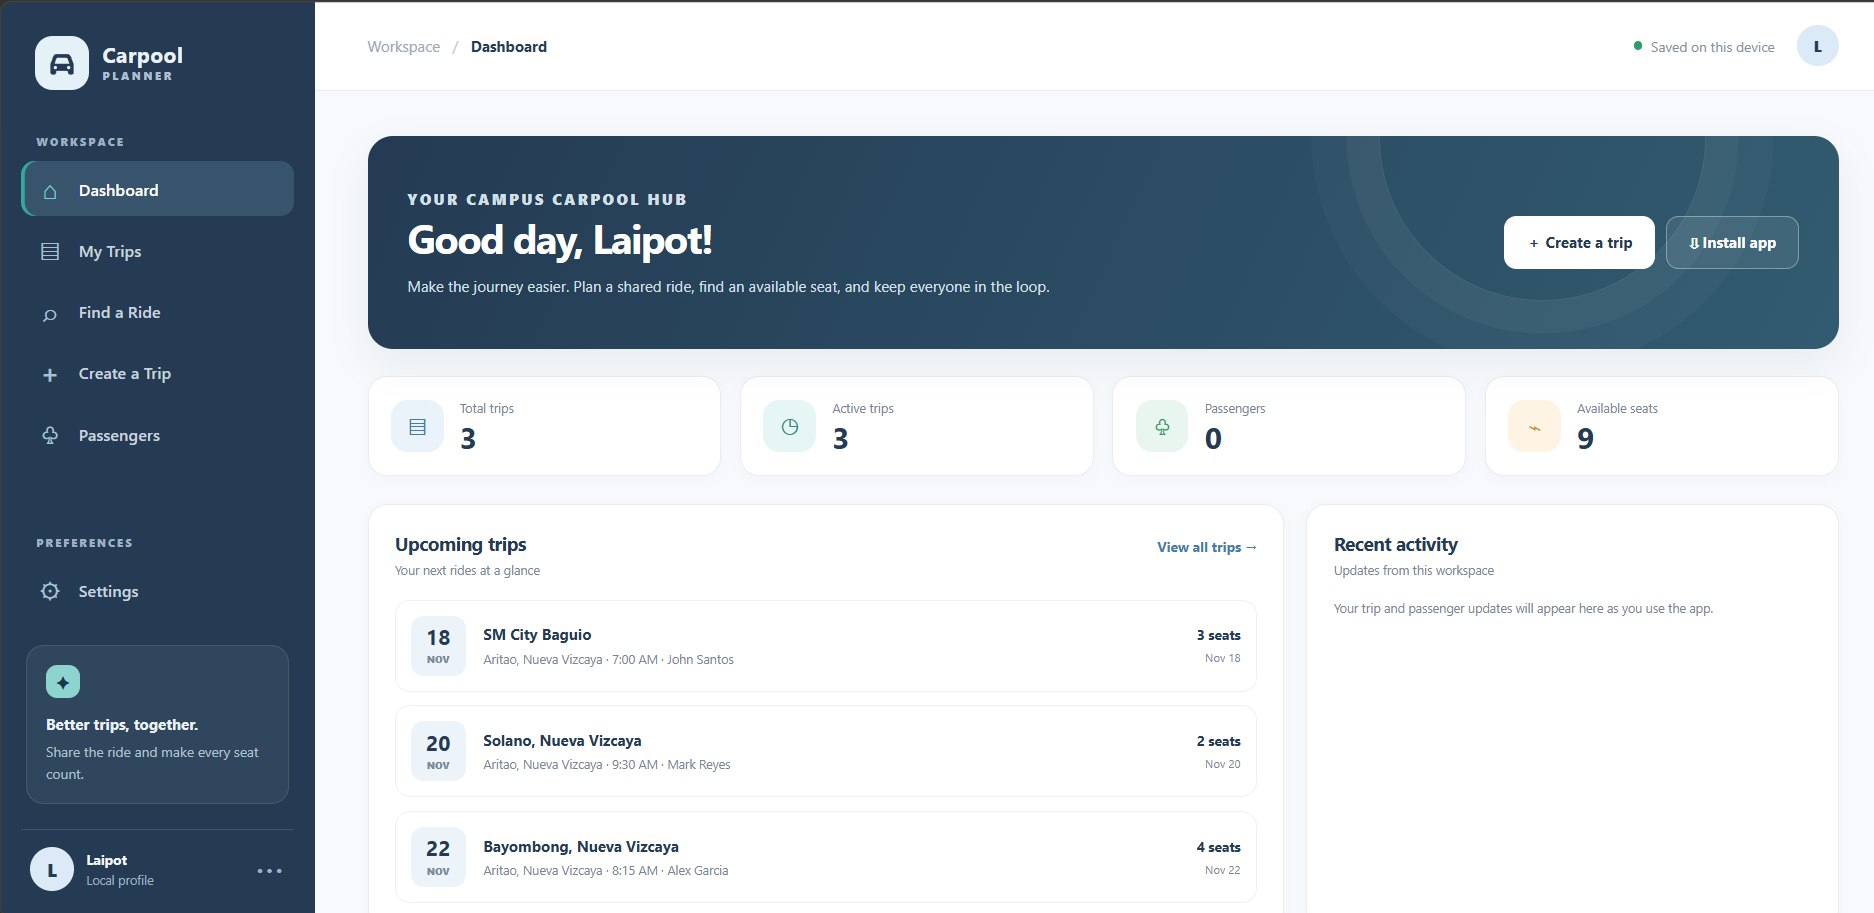 Carpool
PLANNER
WORKSPACE
Dashboard
My Trips
Find a Ride
Create a Trip
Passengers
PREFERENCES
Settings
Better trips, together.
Share the ride and make every seat
count.
L
Laipot
Local profile
Workspace / Dashboard
Saved on this device
L
YOUR CAMPUS CARPOOL HUB
Good day, Laipot!
Make the journey easier. Plan a shared ride, find an available seat, and keep everyone in the loop.
+ Create a trip
⇩ Install app
Total trips
3
Active trips
3
Passengers
0
Available seats
9
Upcoming trips
Your next rides at a glance
View all trips →
18
NOV
SM City Baguio
Aritao, Nueva Vizcaya · 7:00 AM · John Santos
3 seats
Nov 18
20
NOV
Solano, Nueva Vizcaya
Aritao, Nueva Vizcaya · 9:30 AM · Mark Reyes
2 seats
Nov 20
22
NOV
Bayombong, Nueva Vizcaya
Aritao, Nueva Vizcaya · 8:15 AM · Alex Garcia
4 seats
Nov 22
Recent activity
Updates from this workspace
Your trip and passenger updates will appear here as you use the app.